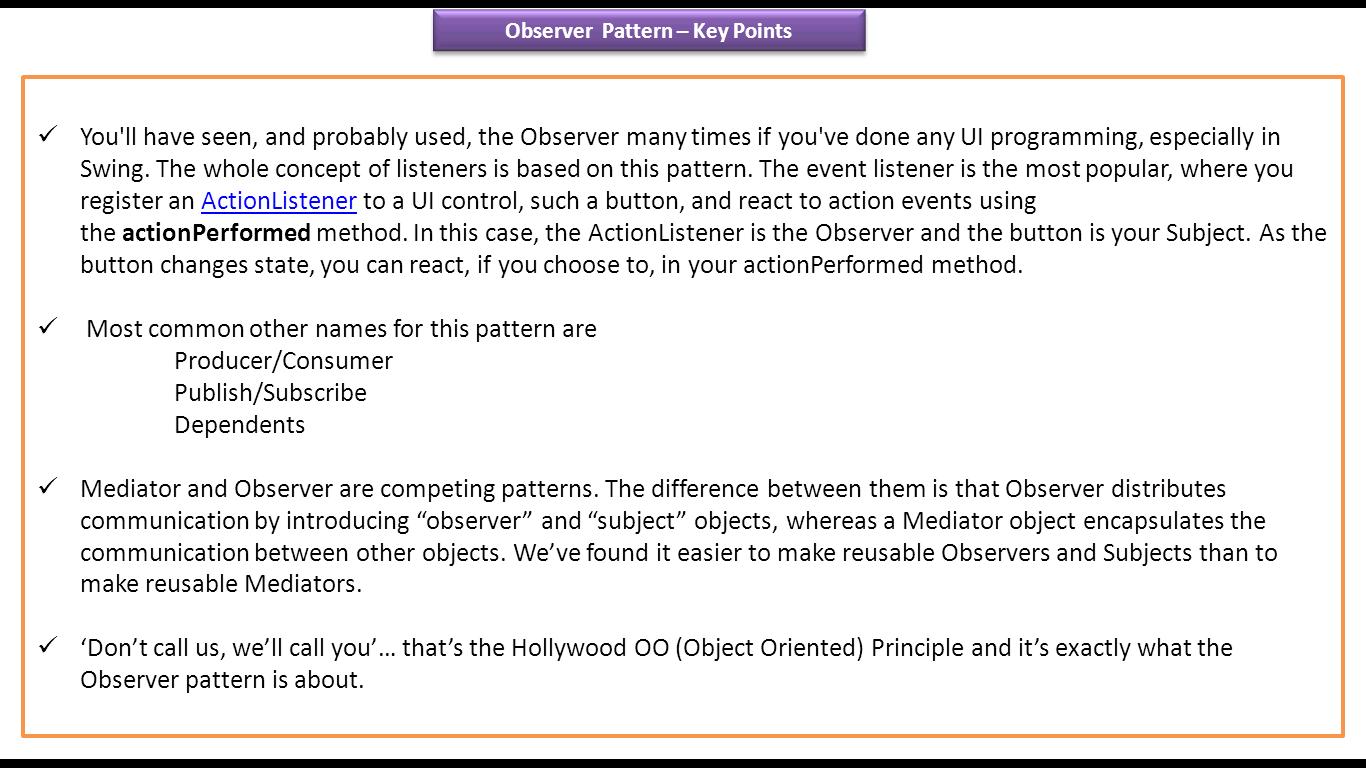 Observer Pattern – Key Points
✓ You'll have seen, and probably used, the Observer many times if you've done any UI programming, especially in
Swing. The whole concept of listeners is based on this pattern. The event listener is the most popular, where you
register an ActionListener to a UI control, such a button, and react to action events using
the actionPerformed method. In this case, the ActionListener is the Observer and the button is your Subject. As the
button changes state, you can react, if you choose to, in your actionPerformed method.
✓ Most common other names for this pattern are
Producer/Consumer
Publish/Subscribe
Dependents
✓ Mediator and Observer are competing patterns. The difference between them is that Observer distributes
communication by introducing “observer” and “subject” objects, whereas a Mediator object encapsulates the
communication between other objects. We’ve found it easier to make reusable Observers and Subjects than to
make reusable Mediators.
✓ ‘Don’t call us, we’ll call you’... that’s the Hollywood OO (Object Oriented) Principle and it’s exactly what the
Observer pattern is about.